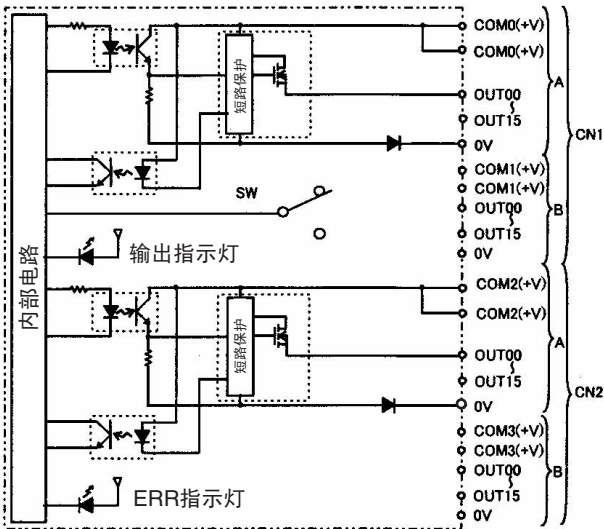 内部电路
短路保护
SW
输出指示灯
COM0(+V)
COM0(+V)
OUT00
OUT15
0V
A
COM1(+V)
COM1(+V)
OUT00
OUT15
0V
B
CN1
短路保护
ERR指示灯
COM2(+V)
COM2(+V)
OUT00
OUT15
0V
A
COM3(+V)
COM3(+V)
OUT00
OUT15
0V
B
CN2